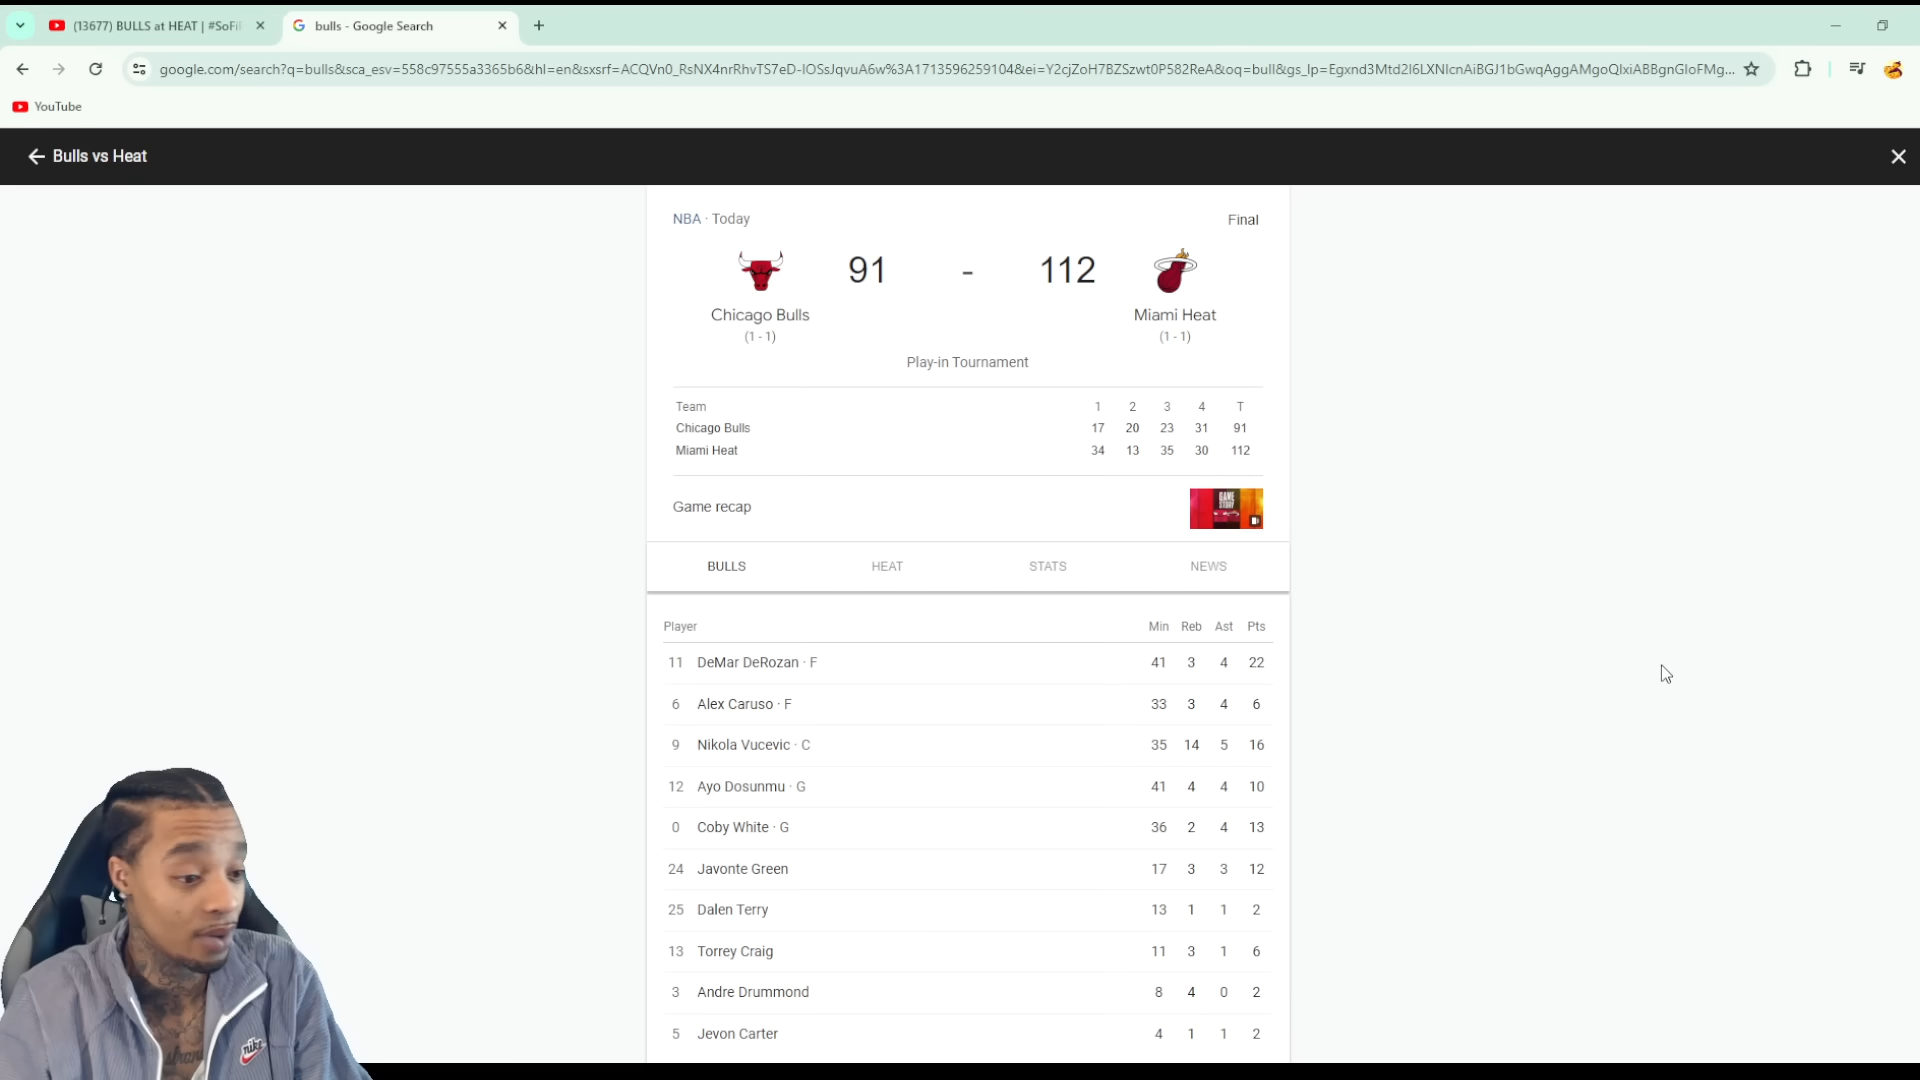 (13677) BULLS at HEAT | #SoFi
bulls - Google Search
google.com/search?q=bulls&sca_esv=558c97555a3365b6&hl=en&sxsrf=ACQVn0_RsNX4nrRhvTS7eD-IOSsJqvuA6w%3A1713596259104&ei=Y2cjZoH7BZSzwt0P582ReA&oq=bull&gs_lp=Egxnd3Mtd2l6LXNlcnAiBGJ1bGwqAggAMgoQIxiABBgnGIoFMg...
YouTube
Bulls vs Heat
NBA · Today Final
91 - 112
Chicago Bulls Miami Heat
(1 - 1) (1 - 1)
Play-in Tournament
Team 1 2 3 4 T
Chicago Bulls 17 20 23 31 91
Miami Heat 34 13 35 30 112
Game recap
GAME STORY
BULLS HEAT STATS NEWS
Player Min Reb Ast Pts
11 DeMar DeRozan · F 41 3 4 22
6 Alex Caruso · F 33 3 4 6
9 Nikola Vucevic · C 35 14 5 16
12 Ayo Dosunmu · G 41 4 4 10
0 Coby White · G 36 2 4 13
24 Javonte Green 17 3 3 12
25 Dalen Terry 13 1 1 2
13 Torrey Craig 11 3 1 6
3 Andre Drummond 8 4 0 2
5 Jevon Carter 4 1 1 2
nike